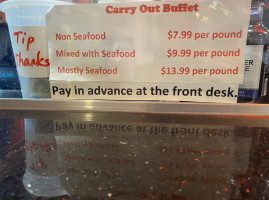 Carry Out Buffet
Tip
thanks
Non Seafood $7.99 per pound
Mixed with Seafood $9.99 per pound
Mostly Seafood $13.99 per pound
Pay in advance at the front desk.